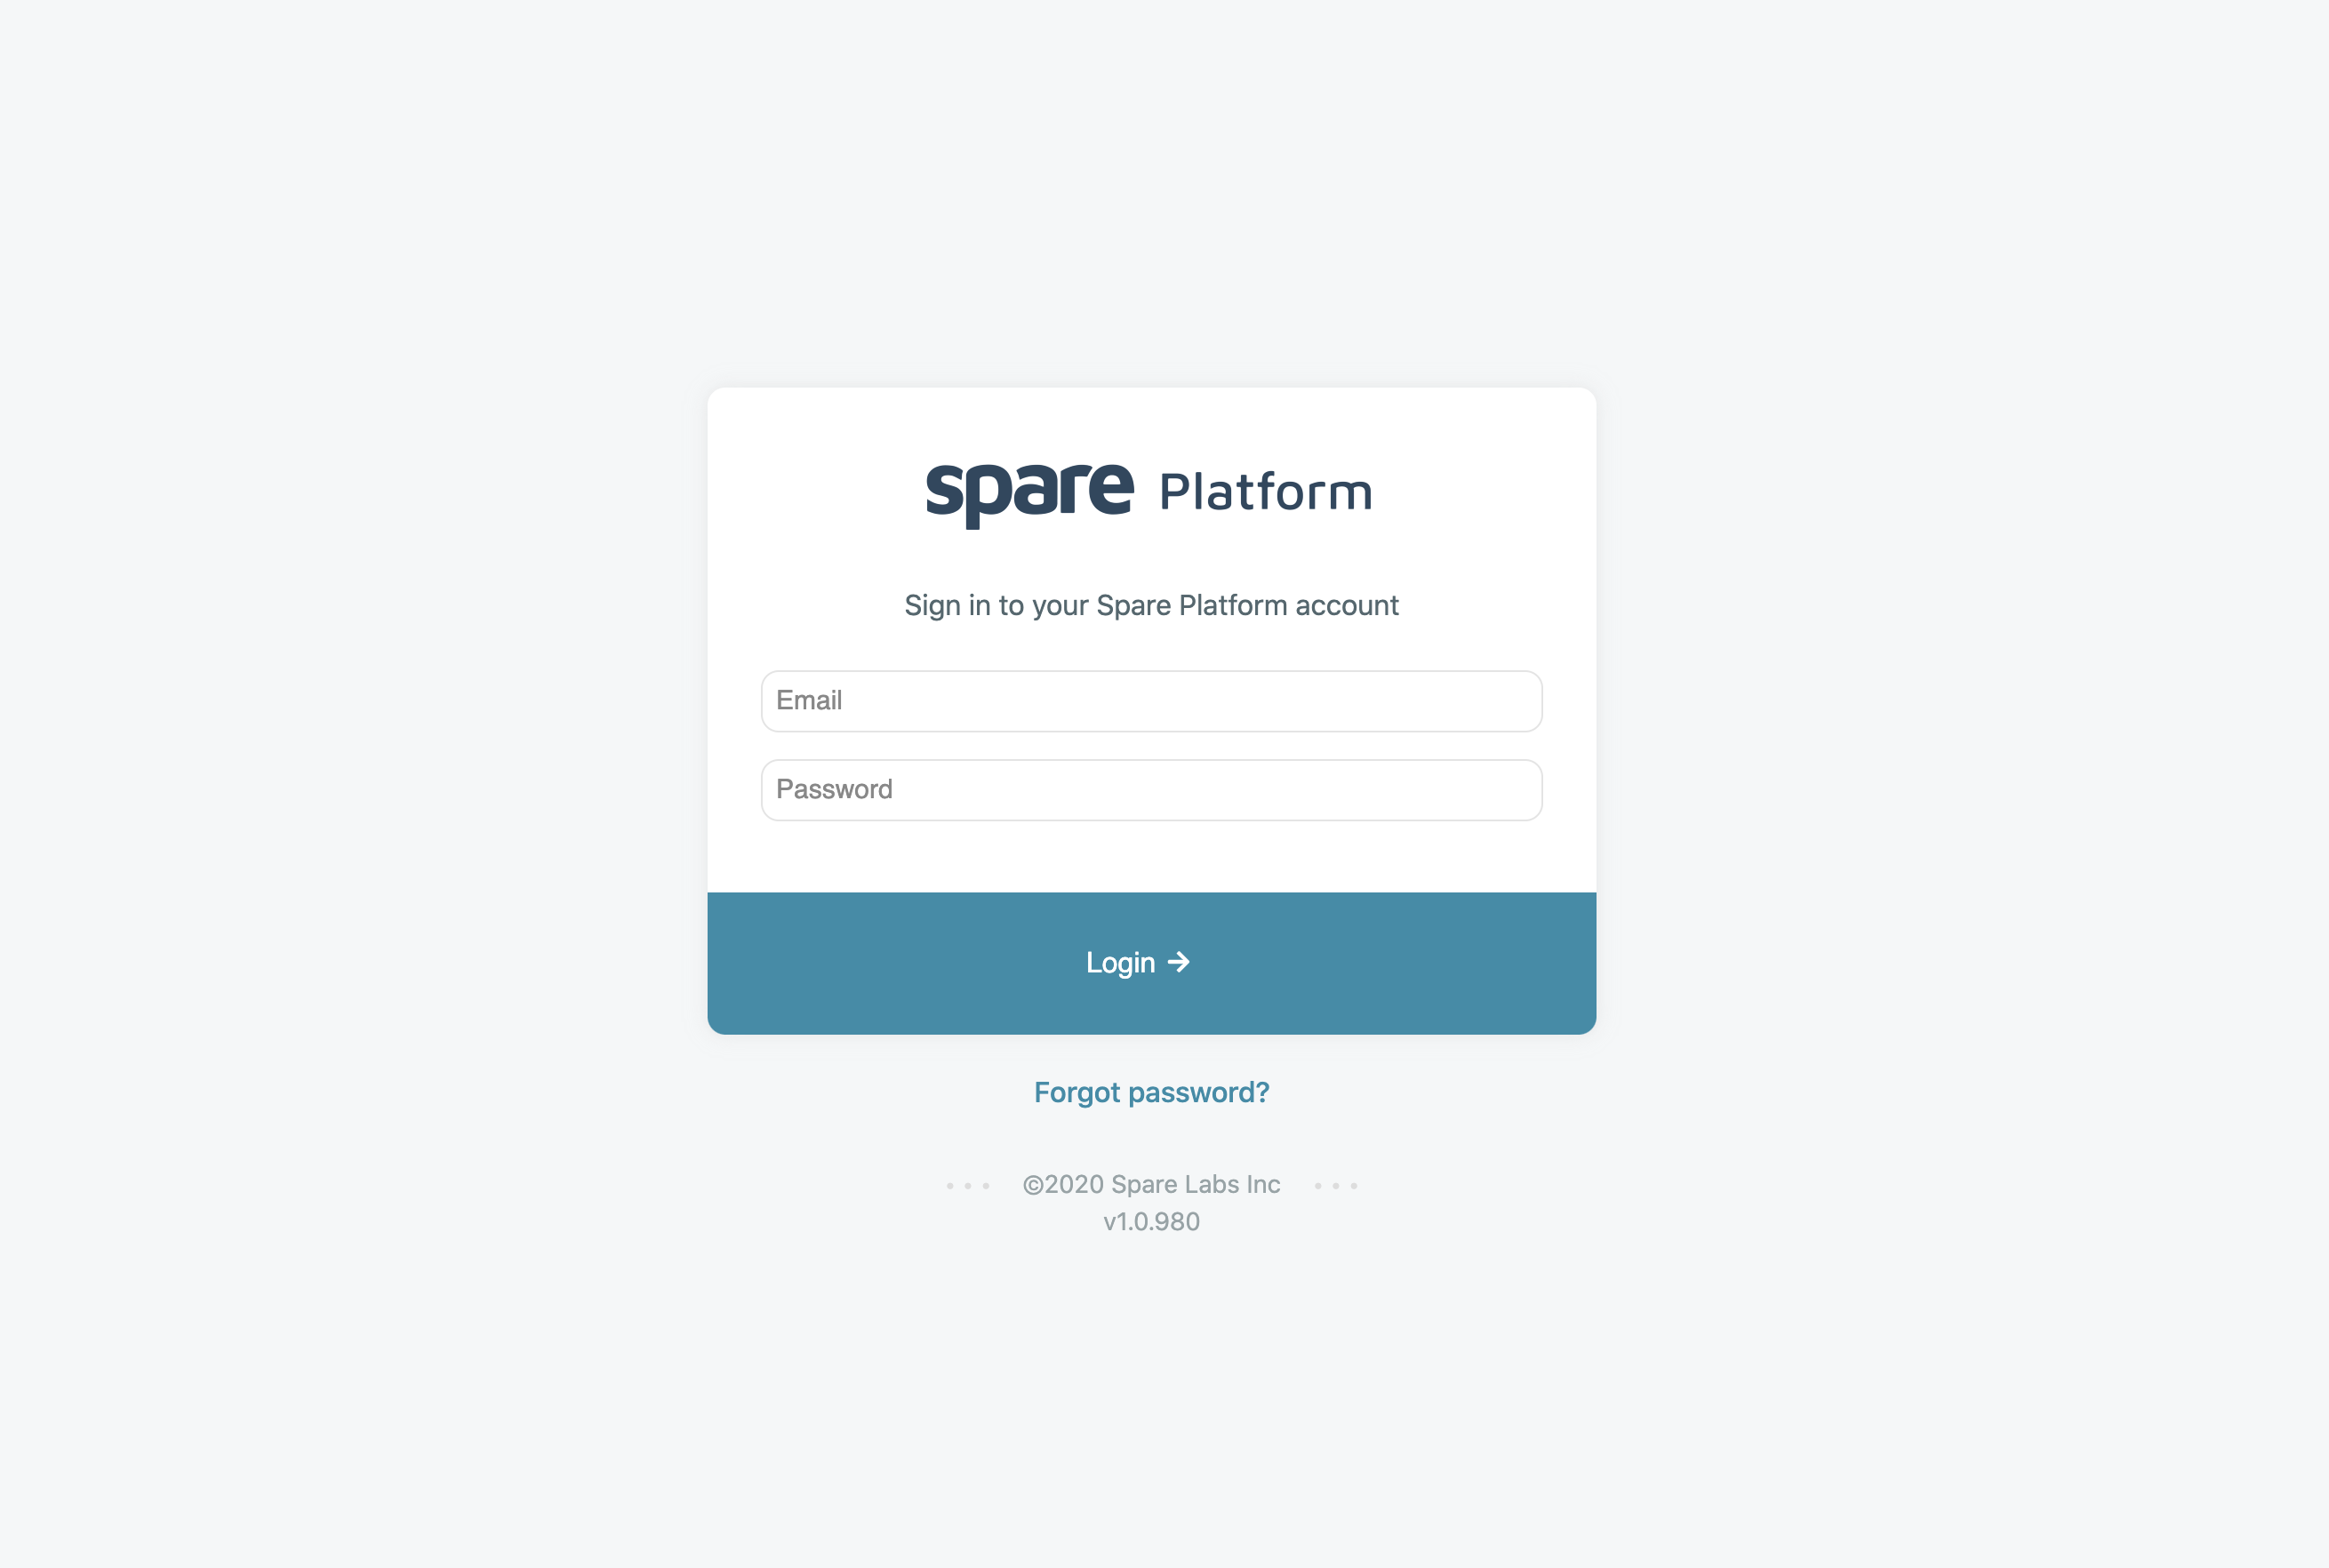 spare Platform
Sign in to your Spare Platform account
Email
Password
Login →
Forgot password?
©2020 Spare Labs Inc
v1.0.980